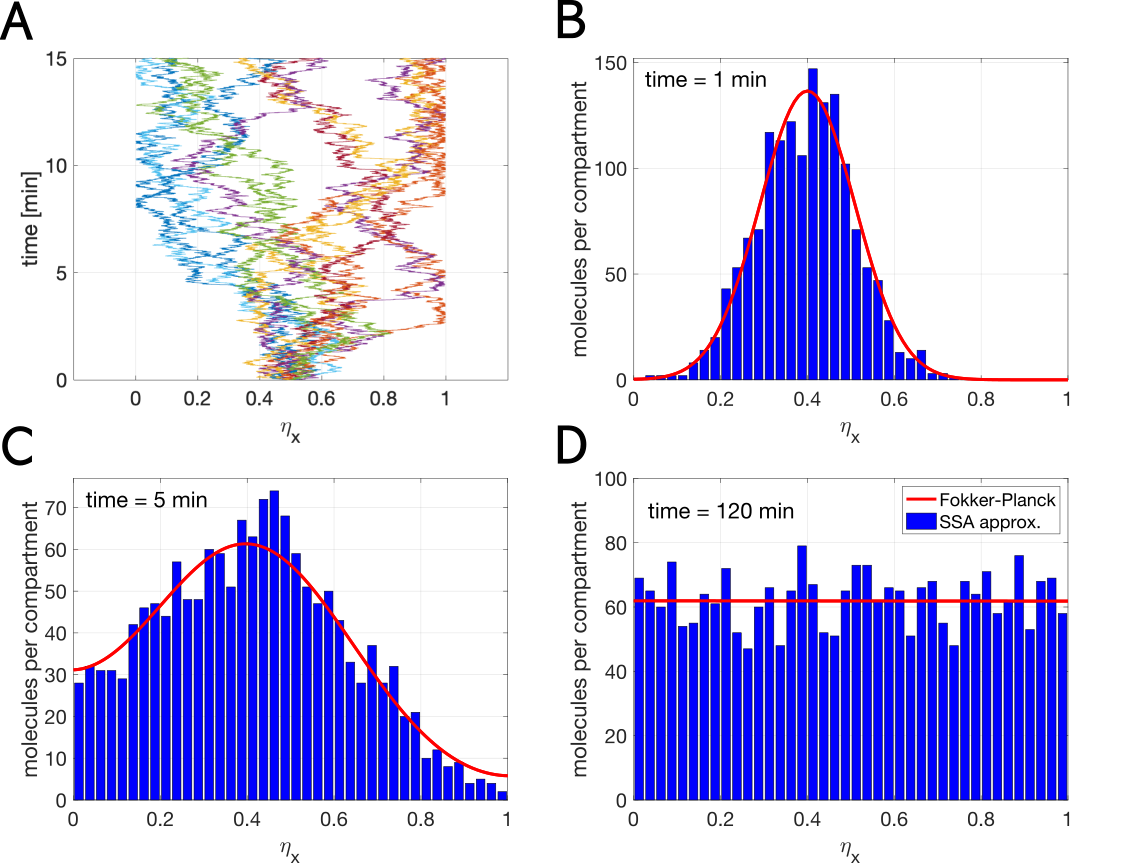 A
15
10
5
0
time [min]
0 0.2 0.4 0.6 0.8 1
ηx
B
time = 1 min
150
100
50
0
molecules per compartment
0 0.2 0.4 0.6 0.8 1
ηx
C
time = 5 min
70
60
50
40
30
20
10
0
molecules per compartment
0 0.2 0.4 0.6 0.8 1
ηx
D
time = 120 min
Fokker-Planck
SSA approx.
100
80
60
40
20
0
molecules per compartment
0 0.2 0.4 0.6 0.8 1
ηx